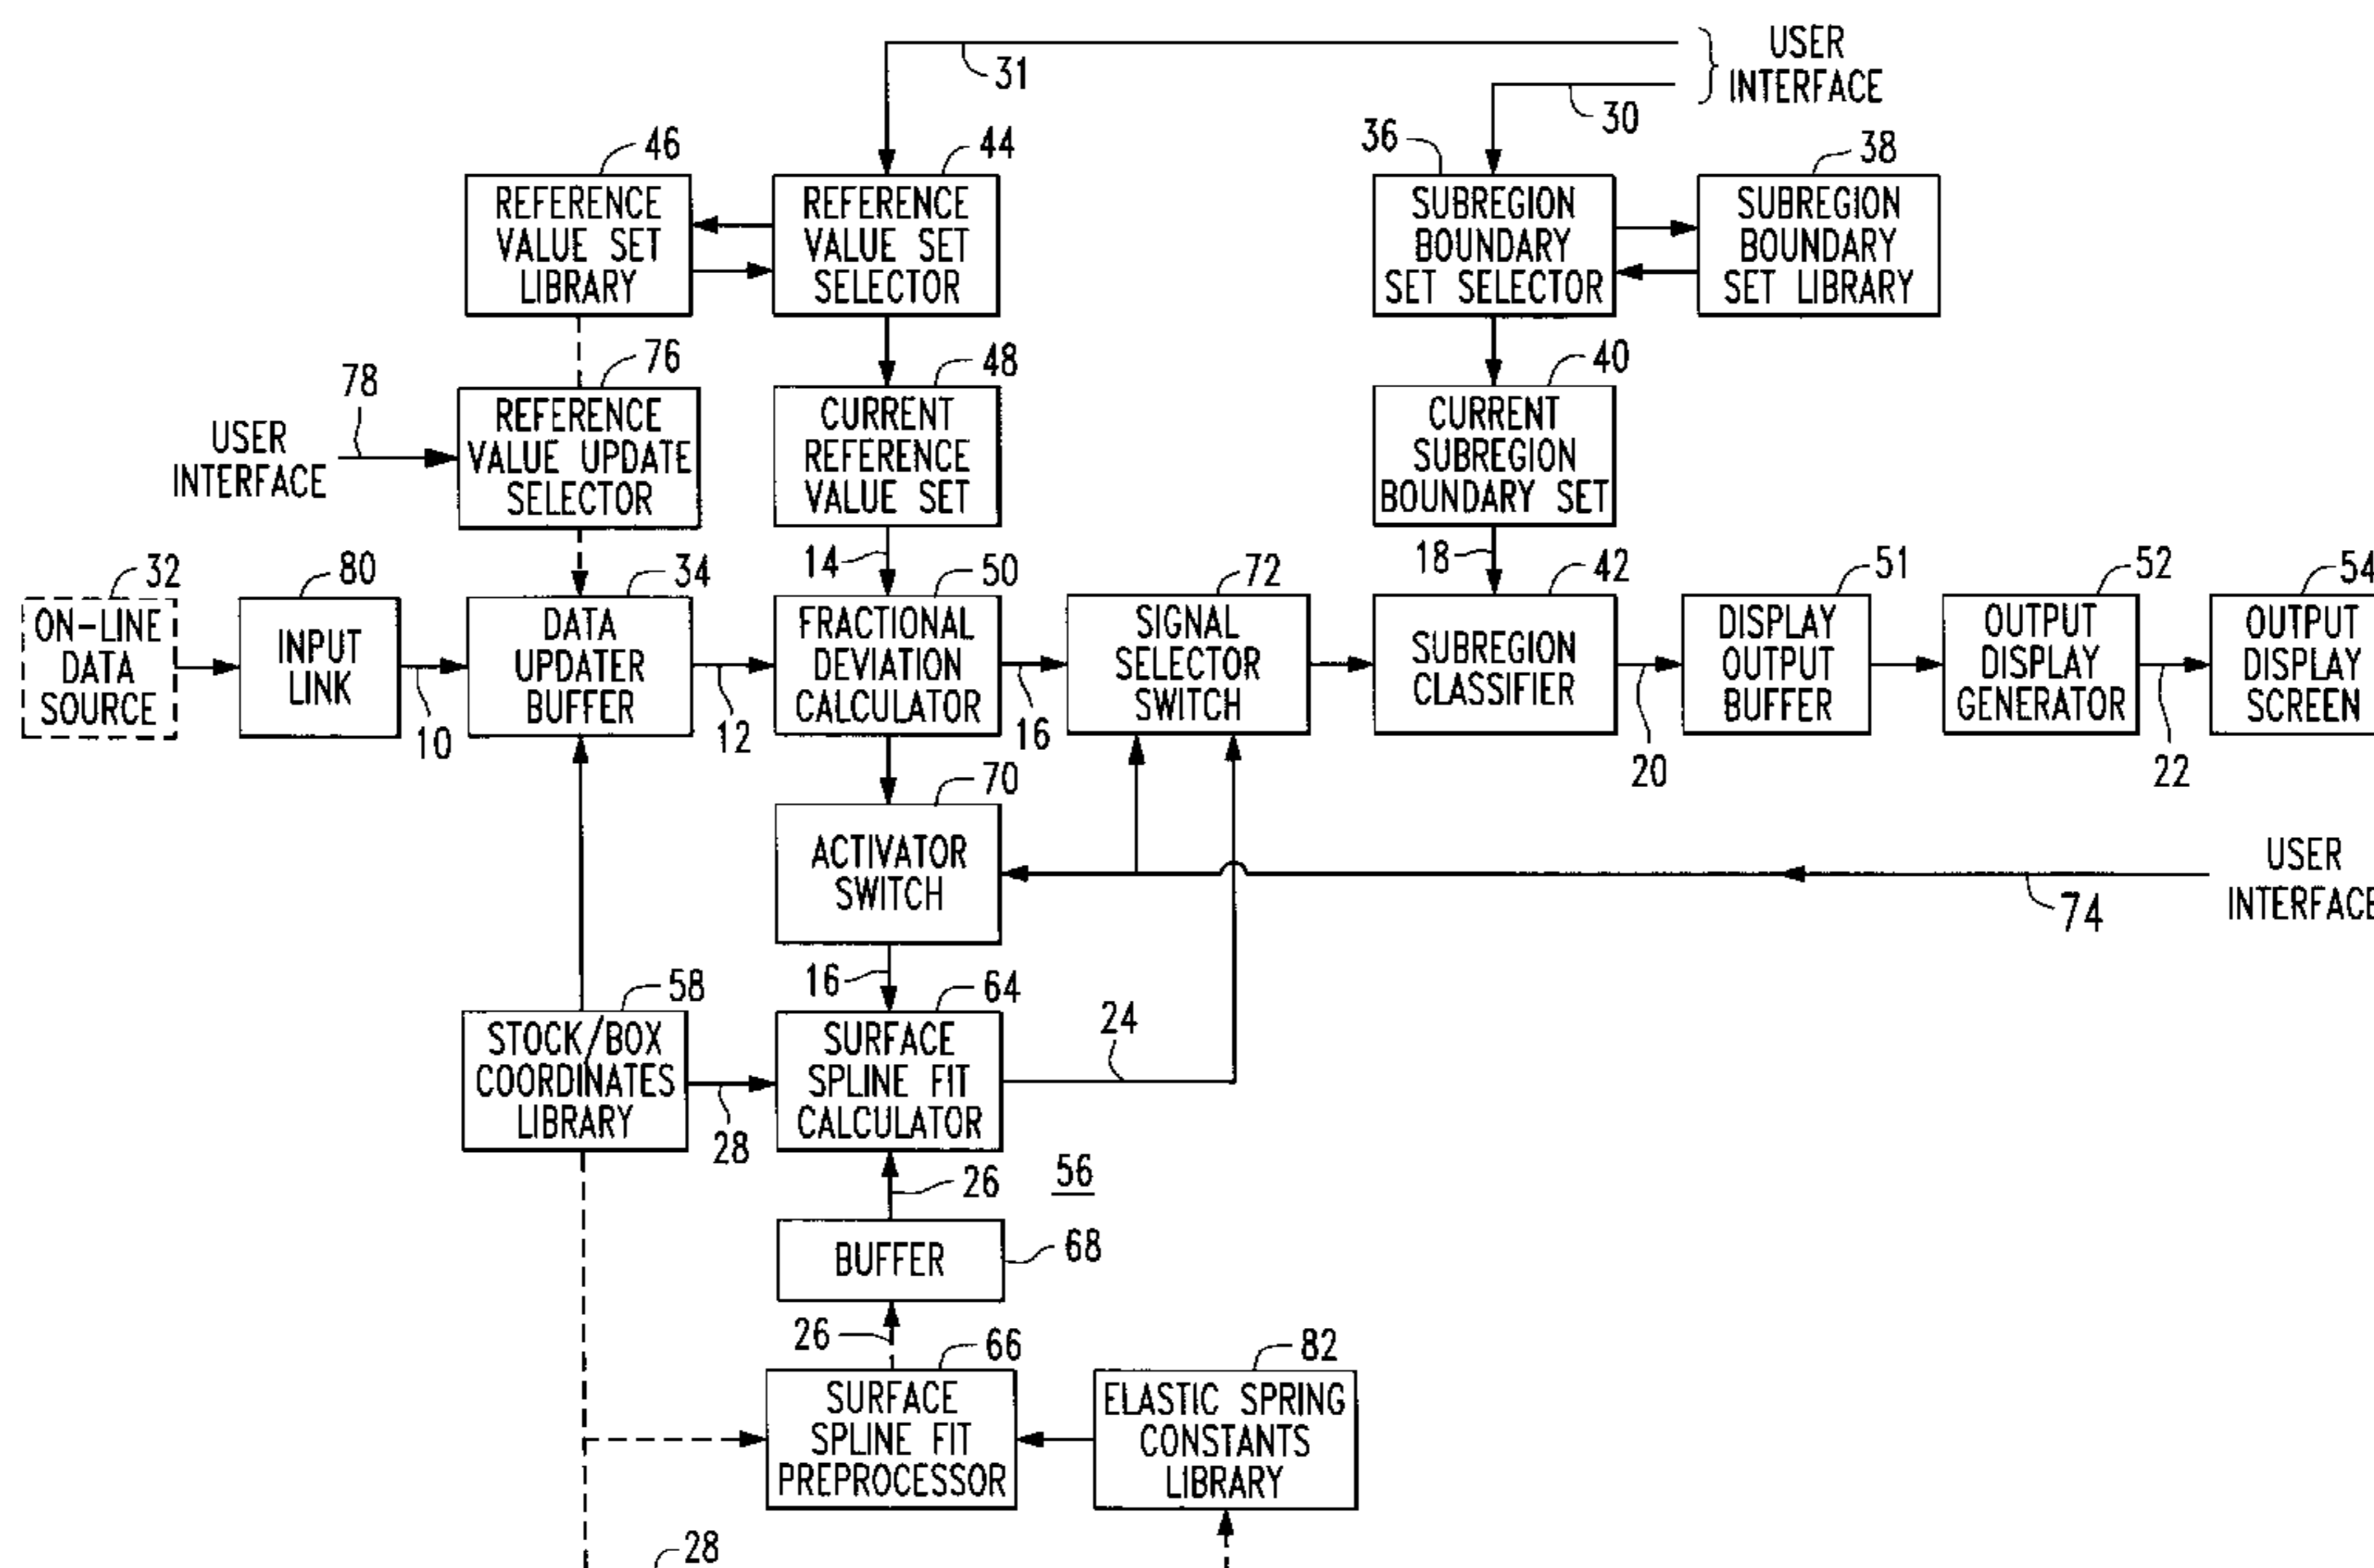 USER
INTERFACE
31
30
46
44
36
38
REFERENCE
VALUE SET
LIBRARY
REFERENCE
VALUE SET
SELECTOR
SUBREGION
BOUNDARY
SET SELECTOR
SUBREGION
BOUNDARY
SET LIBRARY
78
76
48
40
USER
INTERFACE
REFERENCE
VALUE UPDATE
SELECTOR
CURRENT
REFERENCE
VALUE SET
CURRENT
SUBREGION
BOUNDARY SET
32
80
34
14
50
72
18
42
51
52
54
ON-LINE
DATA
SOURCE
INPUT
LINK
DATA
UPDATER
BUFFER
FRACTIONAL
DEVIATION
CALCULATOR
SIGNAL
SELECTOR
SWITCH
SUBREGION
CLASSIFIER
DISPLAY
OUTPUT
BUFFER
OUTPUT
DISPLAY
GENERATOR
OUTPUT
DISPLAY
SCREEN
10
12
16
20
22
70
ACTIVATOR
SWITCH
USER
INTERFACE
74
58
16
64
24
STOCK/BOX
COORDINATES
LIBRARY
SURFACE
SPLINE FIT
CALCULATOR
28
26
56
BUFFER
68
26
66
82
SURFACE
SPLINE FIT
PREPROCESSOR
ELASTIC SPRING
CONSTANTS
LIBRARY
28